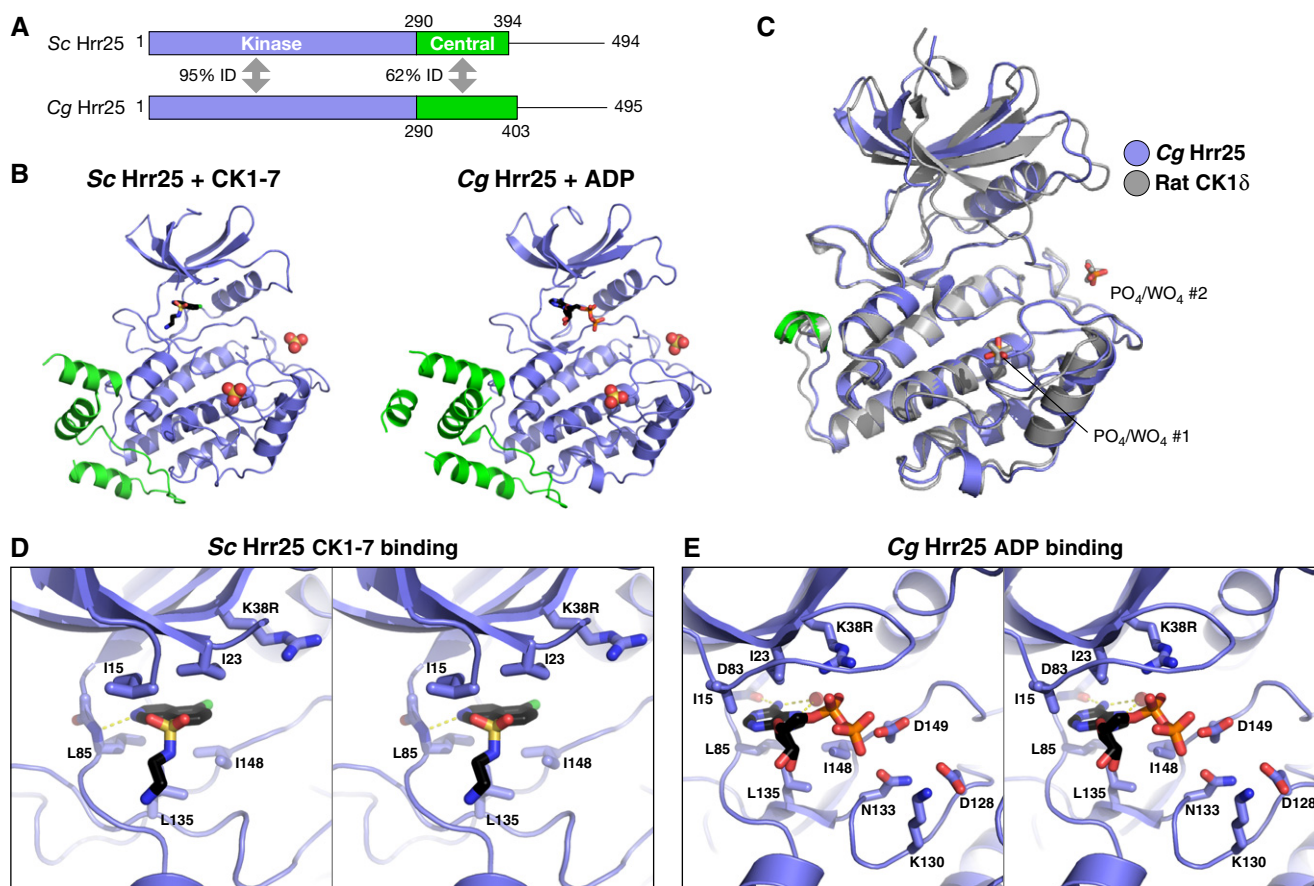 A
290 394
Sc Hrr25 1 Kinase Central 494
95% ID 62% ID
Cg Hrr25 1 495
290 403
B
Sc Hrr25 + CK1-7
Cg Hrr25 + ADP
C
Cg Hrr25
Rat CK1δ
PO4/WO4 #2
PO4/WO4 #1
D
Sc Hrr25 CK1-7 binding
K38R
I23
I15
L85
I148
L135
K38R
I23
I15
L85
I148
L135
E
Cg Hrr25 ADP binding
K38R
I23
D83
I15
D149
L85
I148
L135
D128
N133
K130
K38R
I23
D83
I15
D149
L85
I148
L135
D128
N133
K130